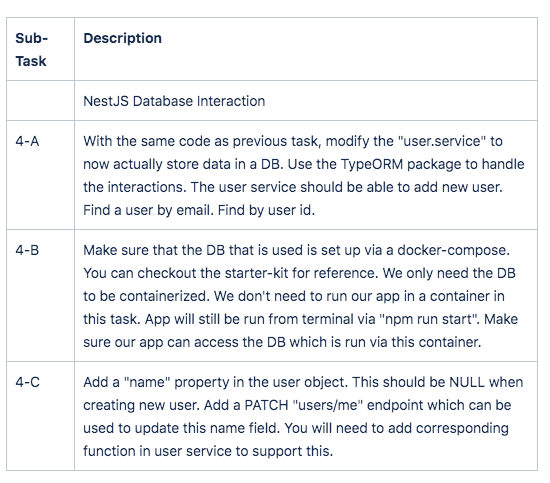 Sub-
Task
Description
NestJS Database Interaction
4-A
With the same code as previous task, modify the "user.service" to
now actually store data in a DB. Use the TypeORM package to handle
the interactions. The user service should be able to add new user.
Find a user by email. Find by user id.
4-B
Make sure that the DB that is used is set up via a docker-compose.
You can checkout the starter-kit for reference. We only need the DB
to be containerized. We don't need to run our app in a container in
this task. App will still be run from terminal via "npm run start". Make
sure our app can access the DB which is run via this container.
4-C
Add a "name" property in the user object. This should be NULL when
creating new user. Add a PATCH "users/me" endpoint which can be
used to update this name field. You will need to add corresponding
function in user service to support this.